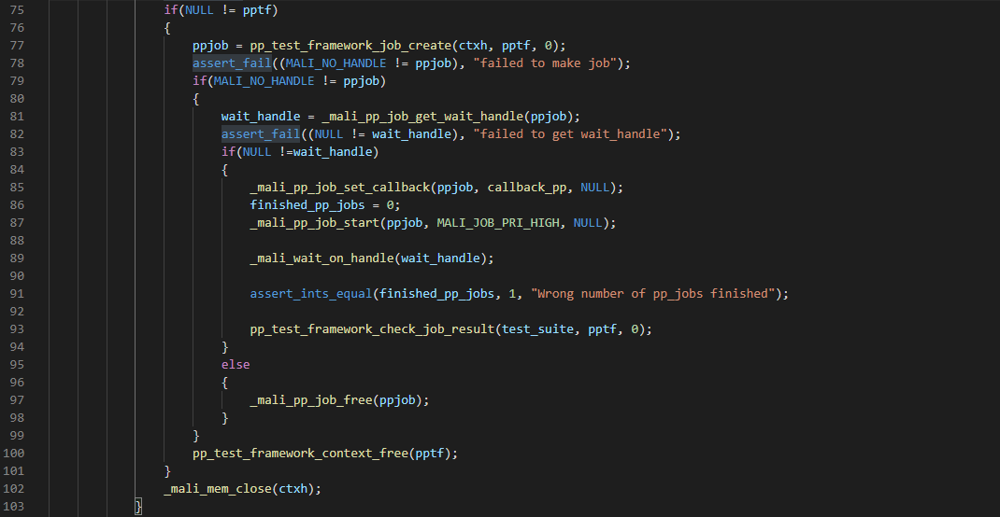 75 if(NULL != pptf)
76 {
77 ppjob = pp_test_framework_job_create(ctxh, pptf, 0);
78 assert_fail((MALI_NO_HANDLE != ppjob), "failed to make job");
79 if(MALI_NO_HANDLE != ppjob)
80 {
81 wait_handle = _mali_pp_job_get_wait_handle(ppjob);
82 assert_fail((NULL != wait_handle), "failed to get wait_handle");
83 if(NULL !=wait_handle)
84 {
85 _mali_pp_job_set_callback(ppjob, callback_pp, NULL);
86 finished_pp_jobs = 0;
87 _mali_pp_job_start(ppjob, MALI_JOB_PRI_HIGH, NULL);
88
89 _mali_wait_on_handle(wait_handle);
90
91 assert_ints_equal(finished_pp_jobs, 1, "Wrong number of pp_jobs finished");
92
93 pp_test_framework_check_job_result(test_suite, pptf, 0);
94 }
95 else
96 {
97 _mali_pp_job_free(ppjob);
98 }
99 }
100 pp_test_framework_context_free(pptf);
101 }
102 _mali_mem_close(ctxh);
103 }